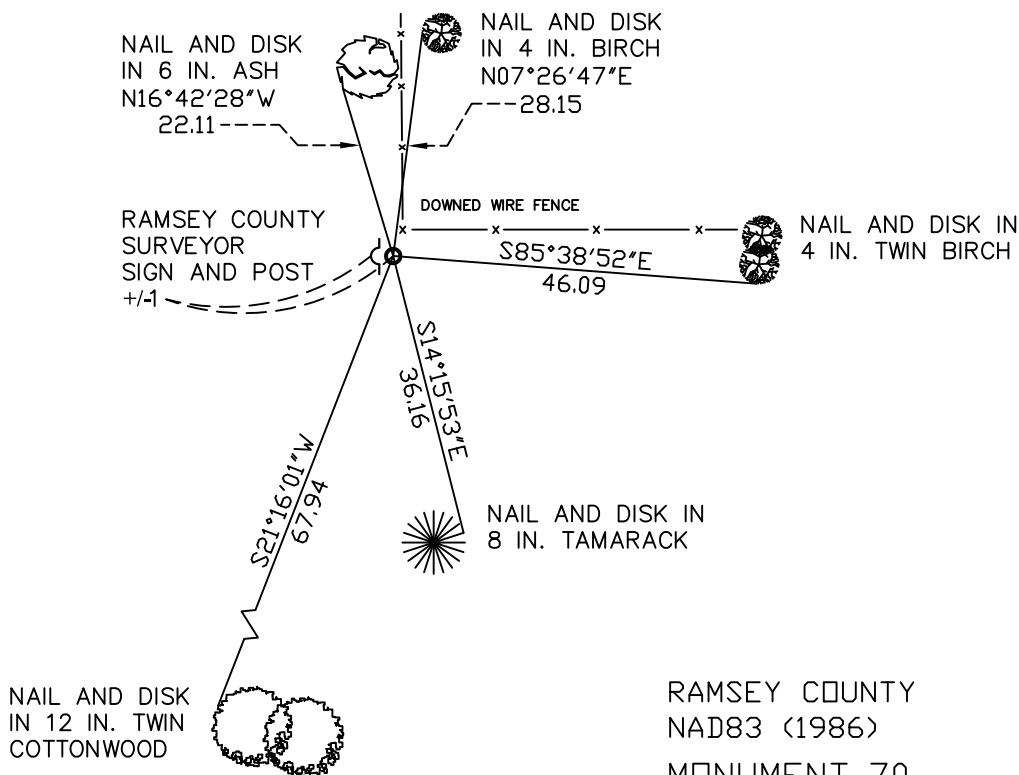 NAIL AND DISK
IN 6 IN. ASH
N16°42'28"W
22.11
NAIL AND DISK
IN 4 IN. BIRCH
N07°26'47"E
28.15
RAMSEY COUNTY
SURVEYOR
SIGN AND POST
+/-1
DOWNED WIRE FENCE
S85°38'52"E
46.09
NAIL AND DISK IN
4 IN. TWIN BIRCH
S14°15'53"E
36.16
S21°16'01"W
67.94
NAIL AND DISK IN
8 IN. TAMARACK
NAIL AND DISK
IN 12 IN. TWIN
COTTONWOOD
RAMSEY COUNTY
NAD83 (1986)
MONUMENT 70